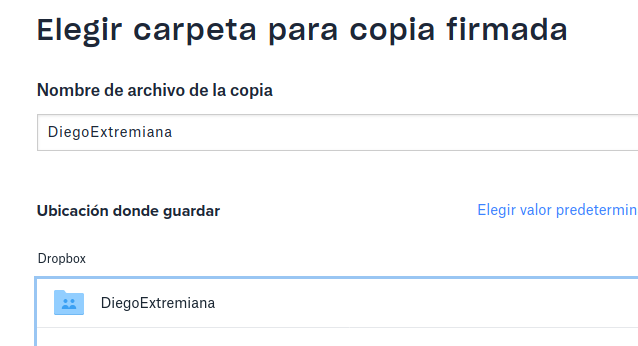 Elegir carpeta para copia firmada
Nombre de archivo de la copia
DiegoExtremiana
Ubicación donde guardar
Elegir valor predetermin
Dropbox
DiegoExtremiana